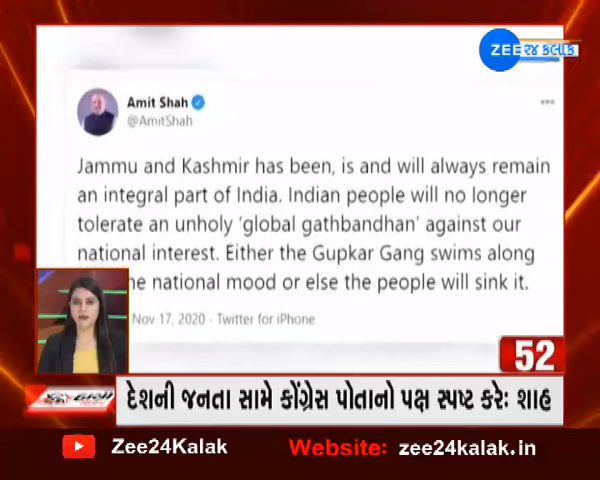 ZEE ૨૪ કલાક
Amit Shah
@AmitShah
Jammu and Kashmir has been, is and will always remain
an integral part of India. Indian people will no longer
tolerate an unholy ‘global gathbandhan’ against our
national interest. Either the Gupkar Gang swims along
national mood or else the people will sink it.
Nov 17, 2020 · Twitter for iPhone
52
દેશની જનતા સામે કોંગ્રેસ પોતાનો પક્ષ સ્પષ્ટ કરેઃ શાહ
Zee24Kalak Website: zee24kalak.in